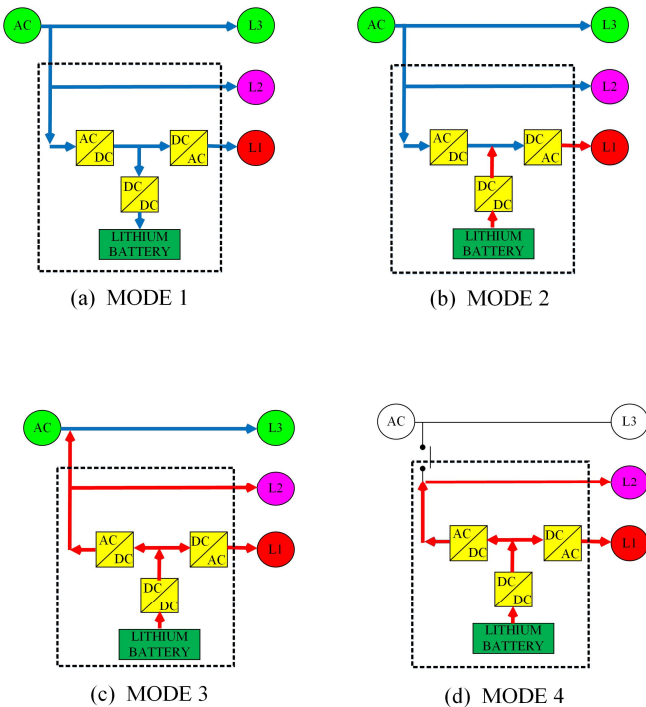 AC
L3
L2
AC
DC
DC
AC
L1
DC
DC
LITHIUM
BATTERY
(a) MODE 1
AC
L3
L2
AC
DC
DC
AC
L1
DC
DC
LITHIUM
BATTERY
(b) MODE 2
AC
L3
L2
AC
DC
DC
AC
L1
DC
DC
LITHIUM
BATTERY
(c) MODE 3
AC
L3
L2
AC
DC
DC
AC
L1
DC
DC
LITHIUM
BATTERY
(d) MODE 4